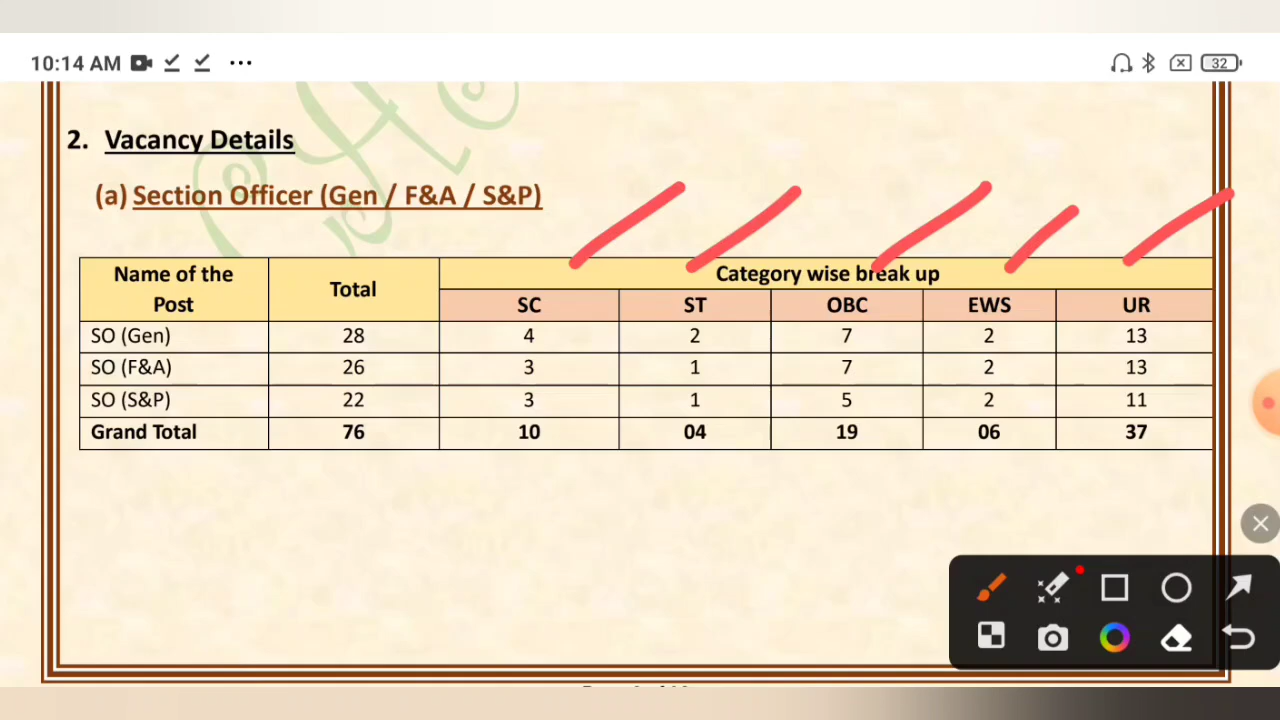 10:14 AM
32
2. Vacancy Details
(a) Section Officer (Gen / F&A / S&P)
Name of the Post Total Category wise break up
SC ST OBC EWS UR
SO (Gen) 28 4 2 7 2 13
SO (F&A) 26 3 1 7 2 13
SO (S&P) 22 3 1 5 2 11
Grand Total 76 10 04 19 06 37